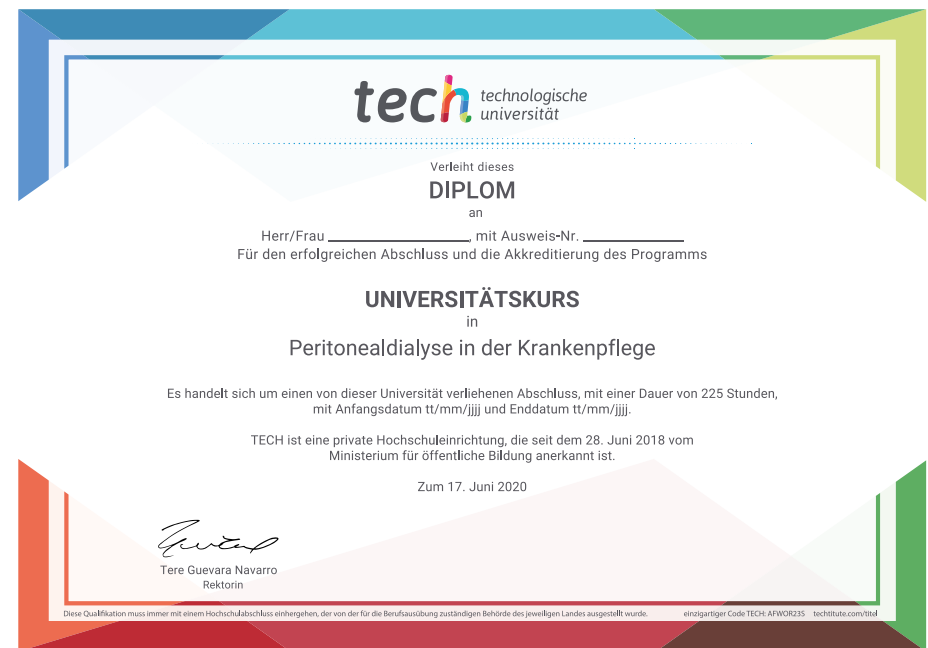 tech technologische
universität
Verleiht dieses
DIPLOM
an
Herr/Frau ____________________, mit Ausweis-Nr. ______________
Für den erfolgreichen Abschluss und die Akkreditierung des Programms
UNIVERSITÄTSKURS
in
Peritonealdialyse in der Krankenpflege
Es handelt sich um einen von dieser Universität verliehenen Abschluss, mit einer Dauer von 225 Stunden,
mit Anfangsdatum tt/mm/jjjj und Enddatum tt/mm/jjjj.
TECH ist eine private Hochschuleinrichtung, die seit dem 28. Juni 2018 vom
Ministerium für öffentliche Bildung anerkannt ist.
Zum 17. Juni 2020
Tere Guevara Navarro
Rektorin
Diese Qualifikation muss immer mit einem Hochschulabschluss einhergehen, der von der für die Berufsausübung zuständigen Behörde des jeweiligen Landes ausgestellt wurde. einzigartiger Code TECH: AFWOR23S techtitute.com/titel